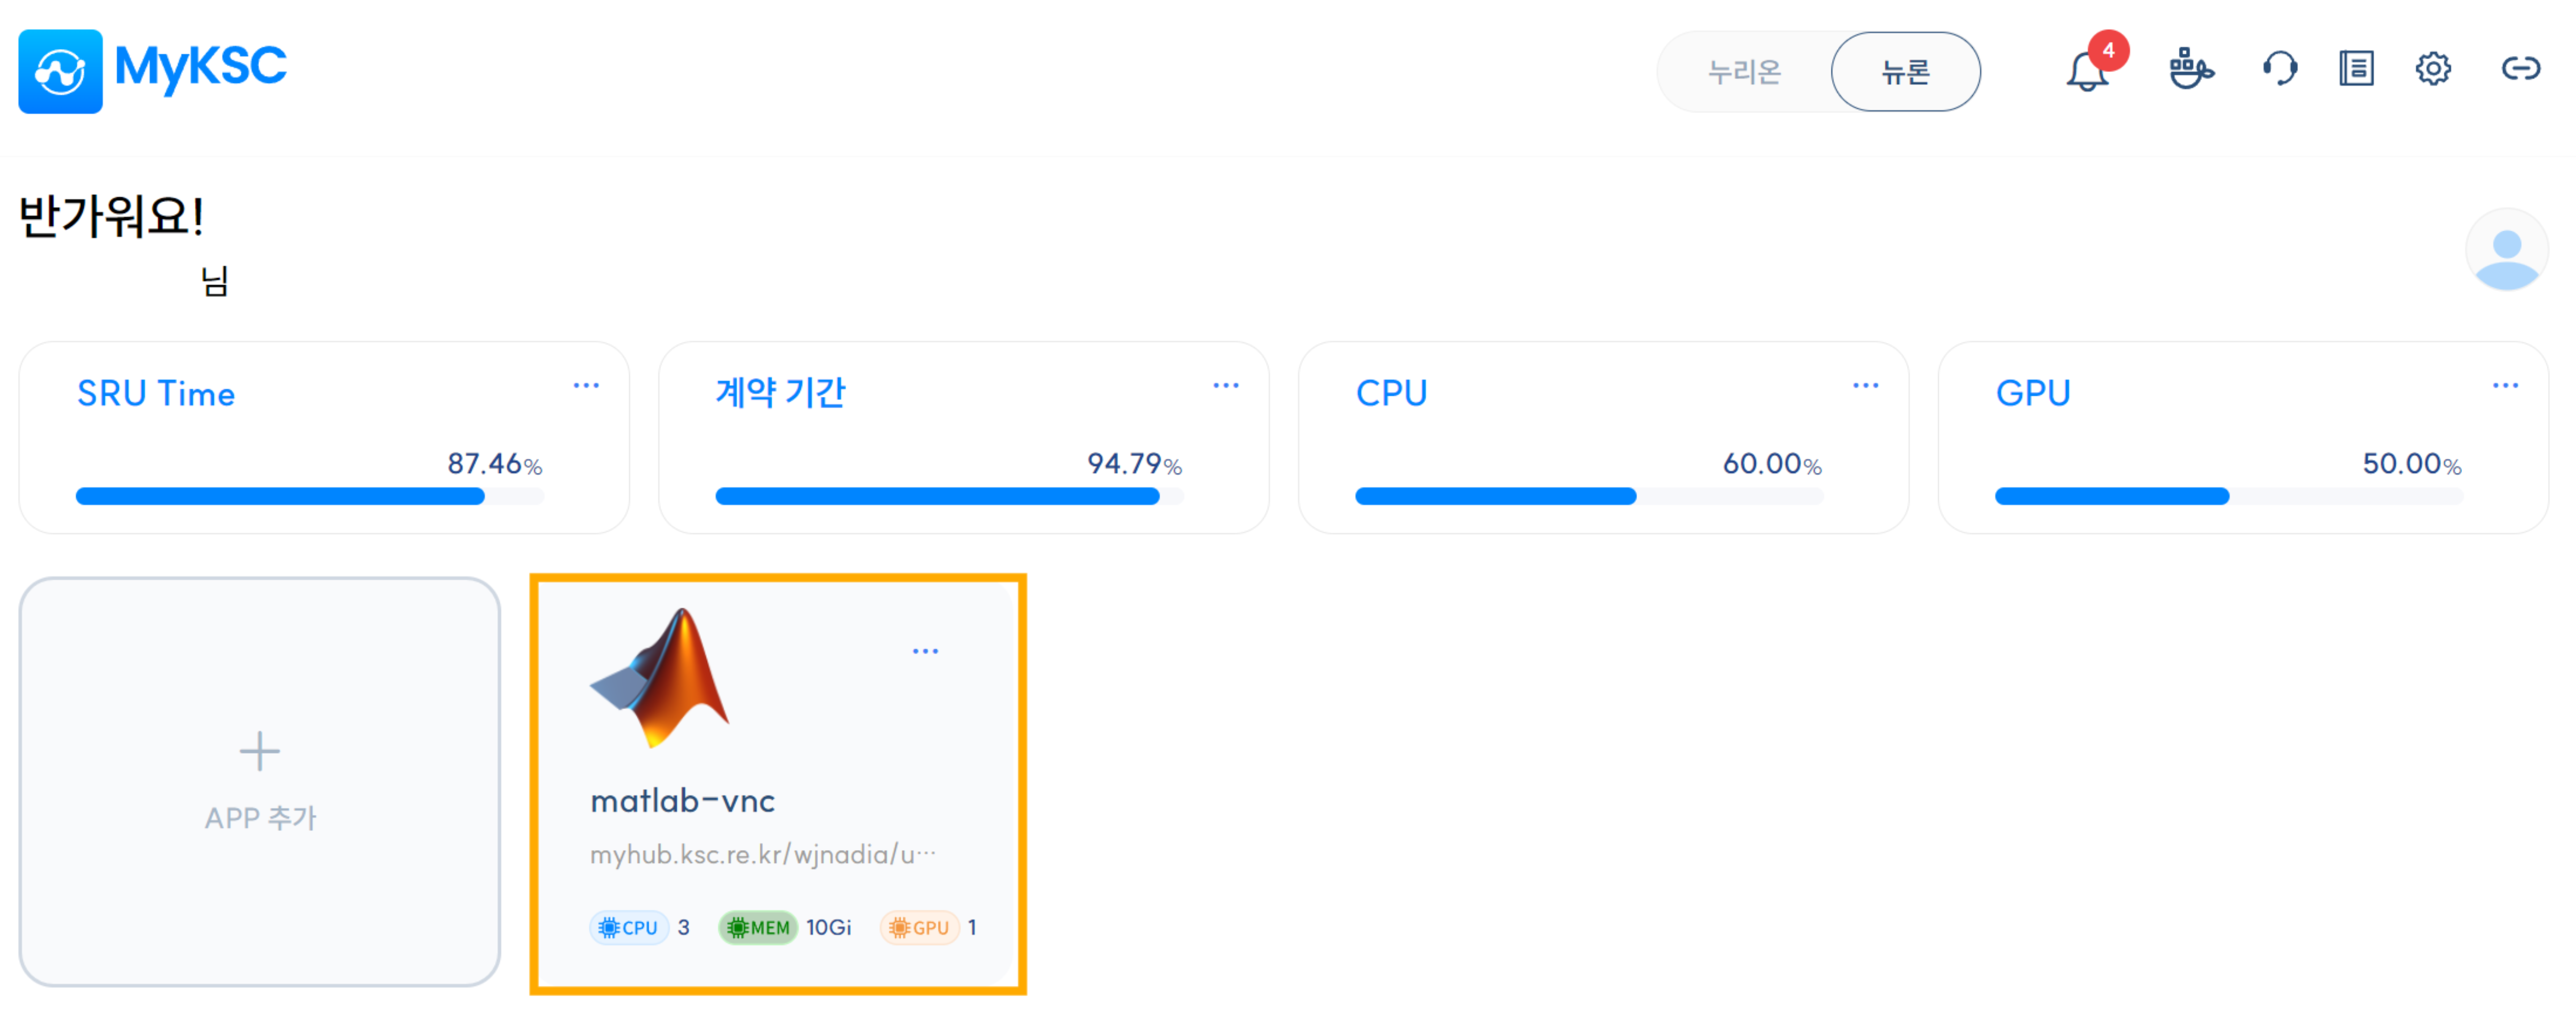 MyKSC
누리온 뉴론
4
반가워요!
님
SRU Time ···
87.46%
계약 기간 ···
94.79%
CPU ···
60.00%
GPU ···
50.00%
+
APP 추가
···
matlab-vnc
myhub.ksc.re.kr/wjnadia/u···
CPU 3 MEM 10Gi GPU 1